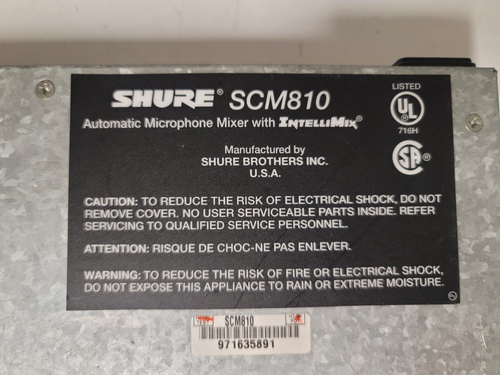 SHURE® SCM810
Automatic Microphone Mixer with INTELLIMIX®
Manufactured by
SHURE BROTHERS INC.
U.S.A.
LISTED
UL®
716H
SA®
CAUTION: TO REDUCE THE RISK OF ELECTRICAL SHOCK, DO NOT
REMOVE COVER. NO USER SERVICEABLE PARTS INSIDE. REFER
SERVICING TO QUALIFIED SERVICE PERSONNEL.
ATTENTION: RISQUE DE CHOC-NE PAS ENLEVER.
WARNING: TO REDUCE THE RISK OF FIRE OR ELECTRICAL SHOCK,
DO NOT EXPOSE THIS APPLIANCE TO RAIN OR EXTREME MOISTURE.
SCM810
971635891